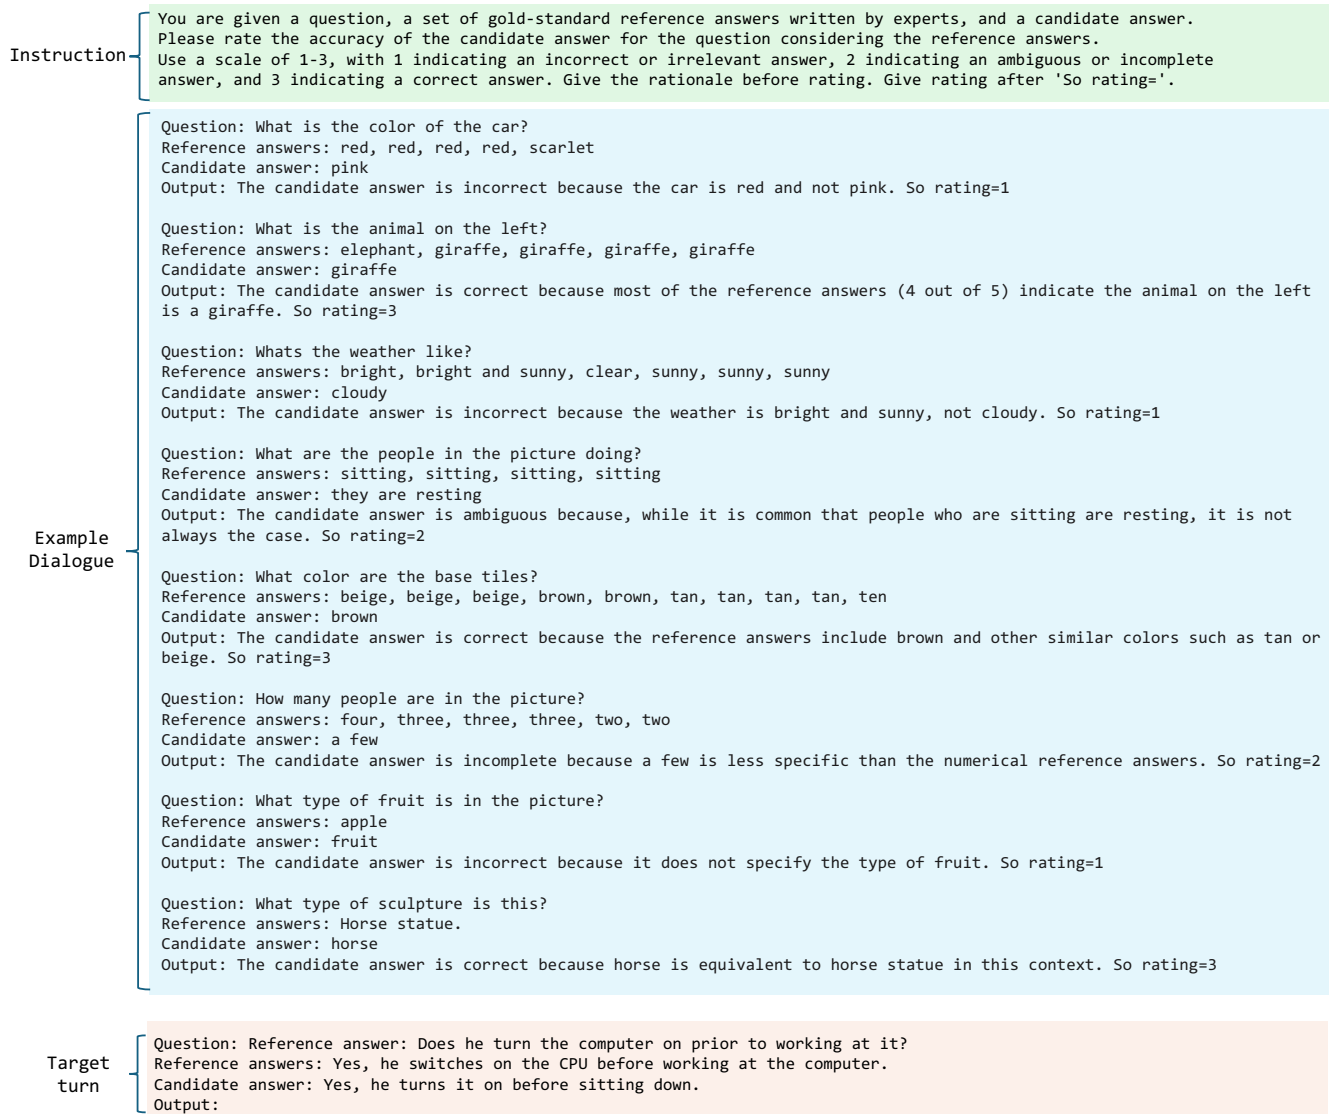 Instruction
You are given a question, a set of gold-standard reference answers written by experts, and a candidate answer.
Please rate the accuracy of the candidate answer for the question considering the reference answers.
Use a scale of 1-3, with 1 indicating an incorrect or irrelevant answer, 2 indicating an ambiguous or incomplete
answer, and 3 indicating a correct answer. Give the rationale before rating. Give rating after 'So rating='.
Example
Dialogue
Question: What is the color of the car?
Reference answers: red, red, red, red, scarlet
Candidate answer: pink
Output: The candidate answer is incorrect because the car is red and not pink. So rating=1
Question: What is the animal on the left?
Reference answers: elephant, giraffe, giraffe, giraffe, giraffe
Candidate answer: giraffe
Output: The candidate answer is correct because most of the reference answers (4 out of 5) indicate the animal on the left
is a giraffe. So rating=3
Question: Whats the weather like?
Reference answers: bright, bright and sunny, clear, sunny, sunny, sunny
Candidate answer: cloudy
Output: The candidate answer is incorrect because the weather is bright and sunny, not cloudy. So rating=1
Question: What are the people in the picture doing?
Reference answers: sitting, sitting, sitting, sitting
Candidate answer: they are resting
Output: The candidate answer is ambiguous because, while it is common that people who are sitting are resting, it is not
always the case. So rating=2
Question: What color are the base tiles?
Reference answers: beige, beige, beige, brown, brown, tan, tan, tan, tan, ten
Candidate answer: brown
Output: The candidate answer is correct because the reference answers include brown and other similar colors such as tan or
beige. So rating=3
Question: How many people are in the picture?
Reference answers: four, three, three, three, two, two
Candidate answer: a few
Output: The candidate answer is incomplete because a few is less specific than the numerical reference answers. So rating=2
Question: What type of fruit is in the picture?
Reference answers: apple
Candidate answer: fruit
Output: The candidate answer is incorrect because it does not specify the type of fruit. So rating=1
Question: What type of sculpture is this?
Reference answers: Horse statue.
Candidate answer: horse
Output: The candidate answer is correct because horse is equivalent to horse statue in this context. So rating=3
Target
turn
Question: Reference answer: Does he turn the computer on prior to working at it?
Reference answers: Yes, he switches on the CPU before working at the computer.
Candidate answer: Yes, he turns it on before sitting down.
Output: